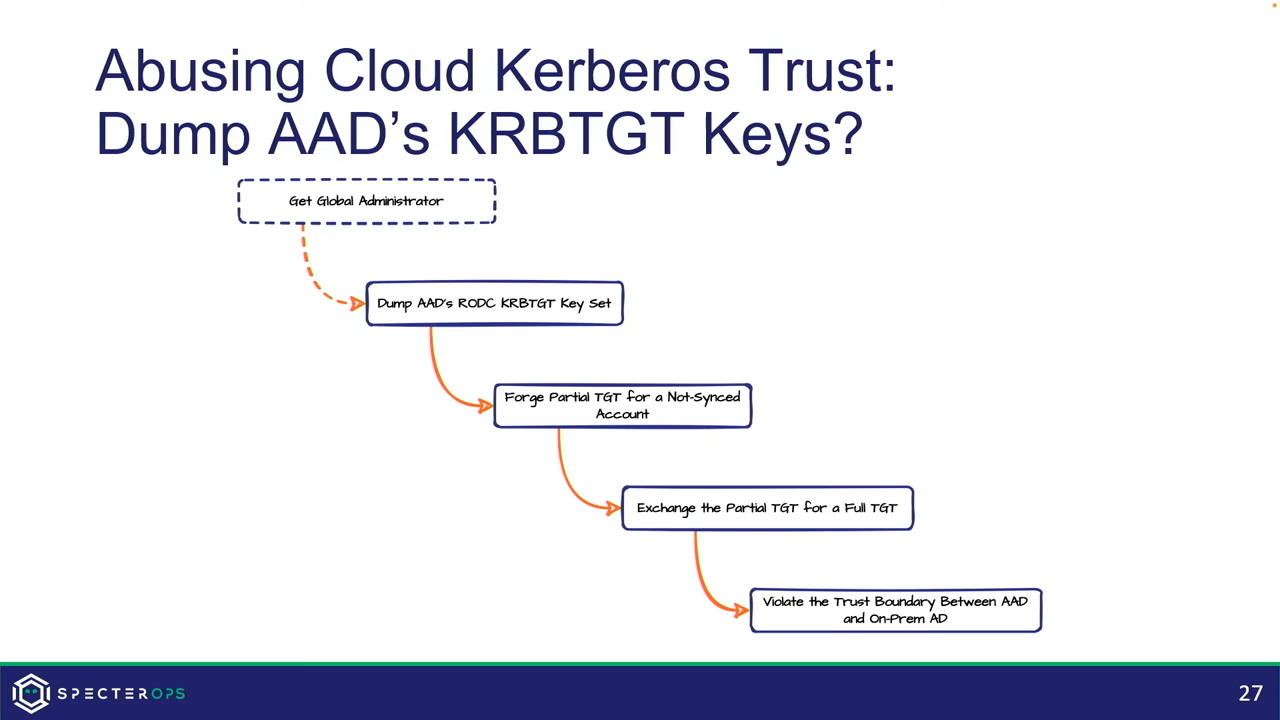 Abusing Cloud Kerberos Trust:
Dump AAD’s KRBTGT Keys?
Get Global Administrator
Dump AAD's RODC KRBTGT Key Set
Forge Partial TGT for a Not-Synced
Account
Exchange the Partial TGT for a Full TGT
Violate the Trust Boundary Between AAD
and On-Prem AD
SPECTEROPS
27